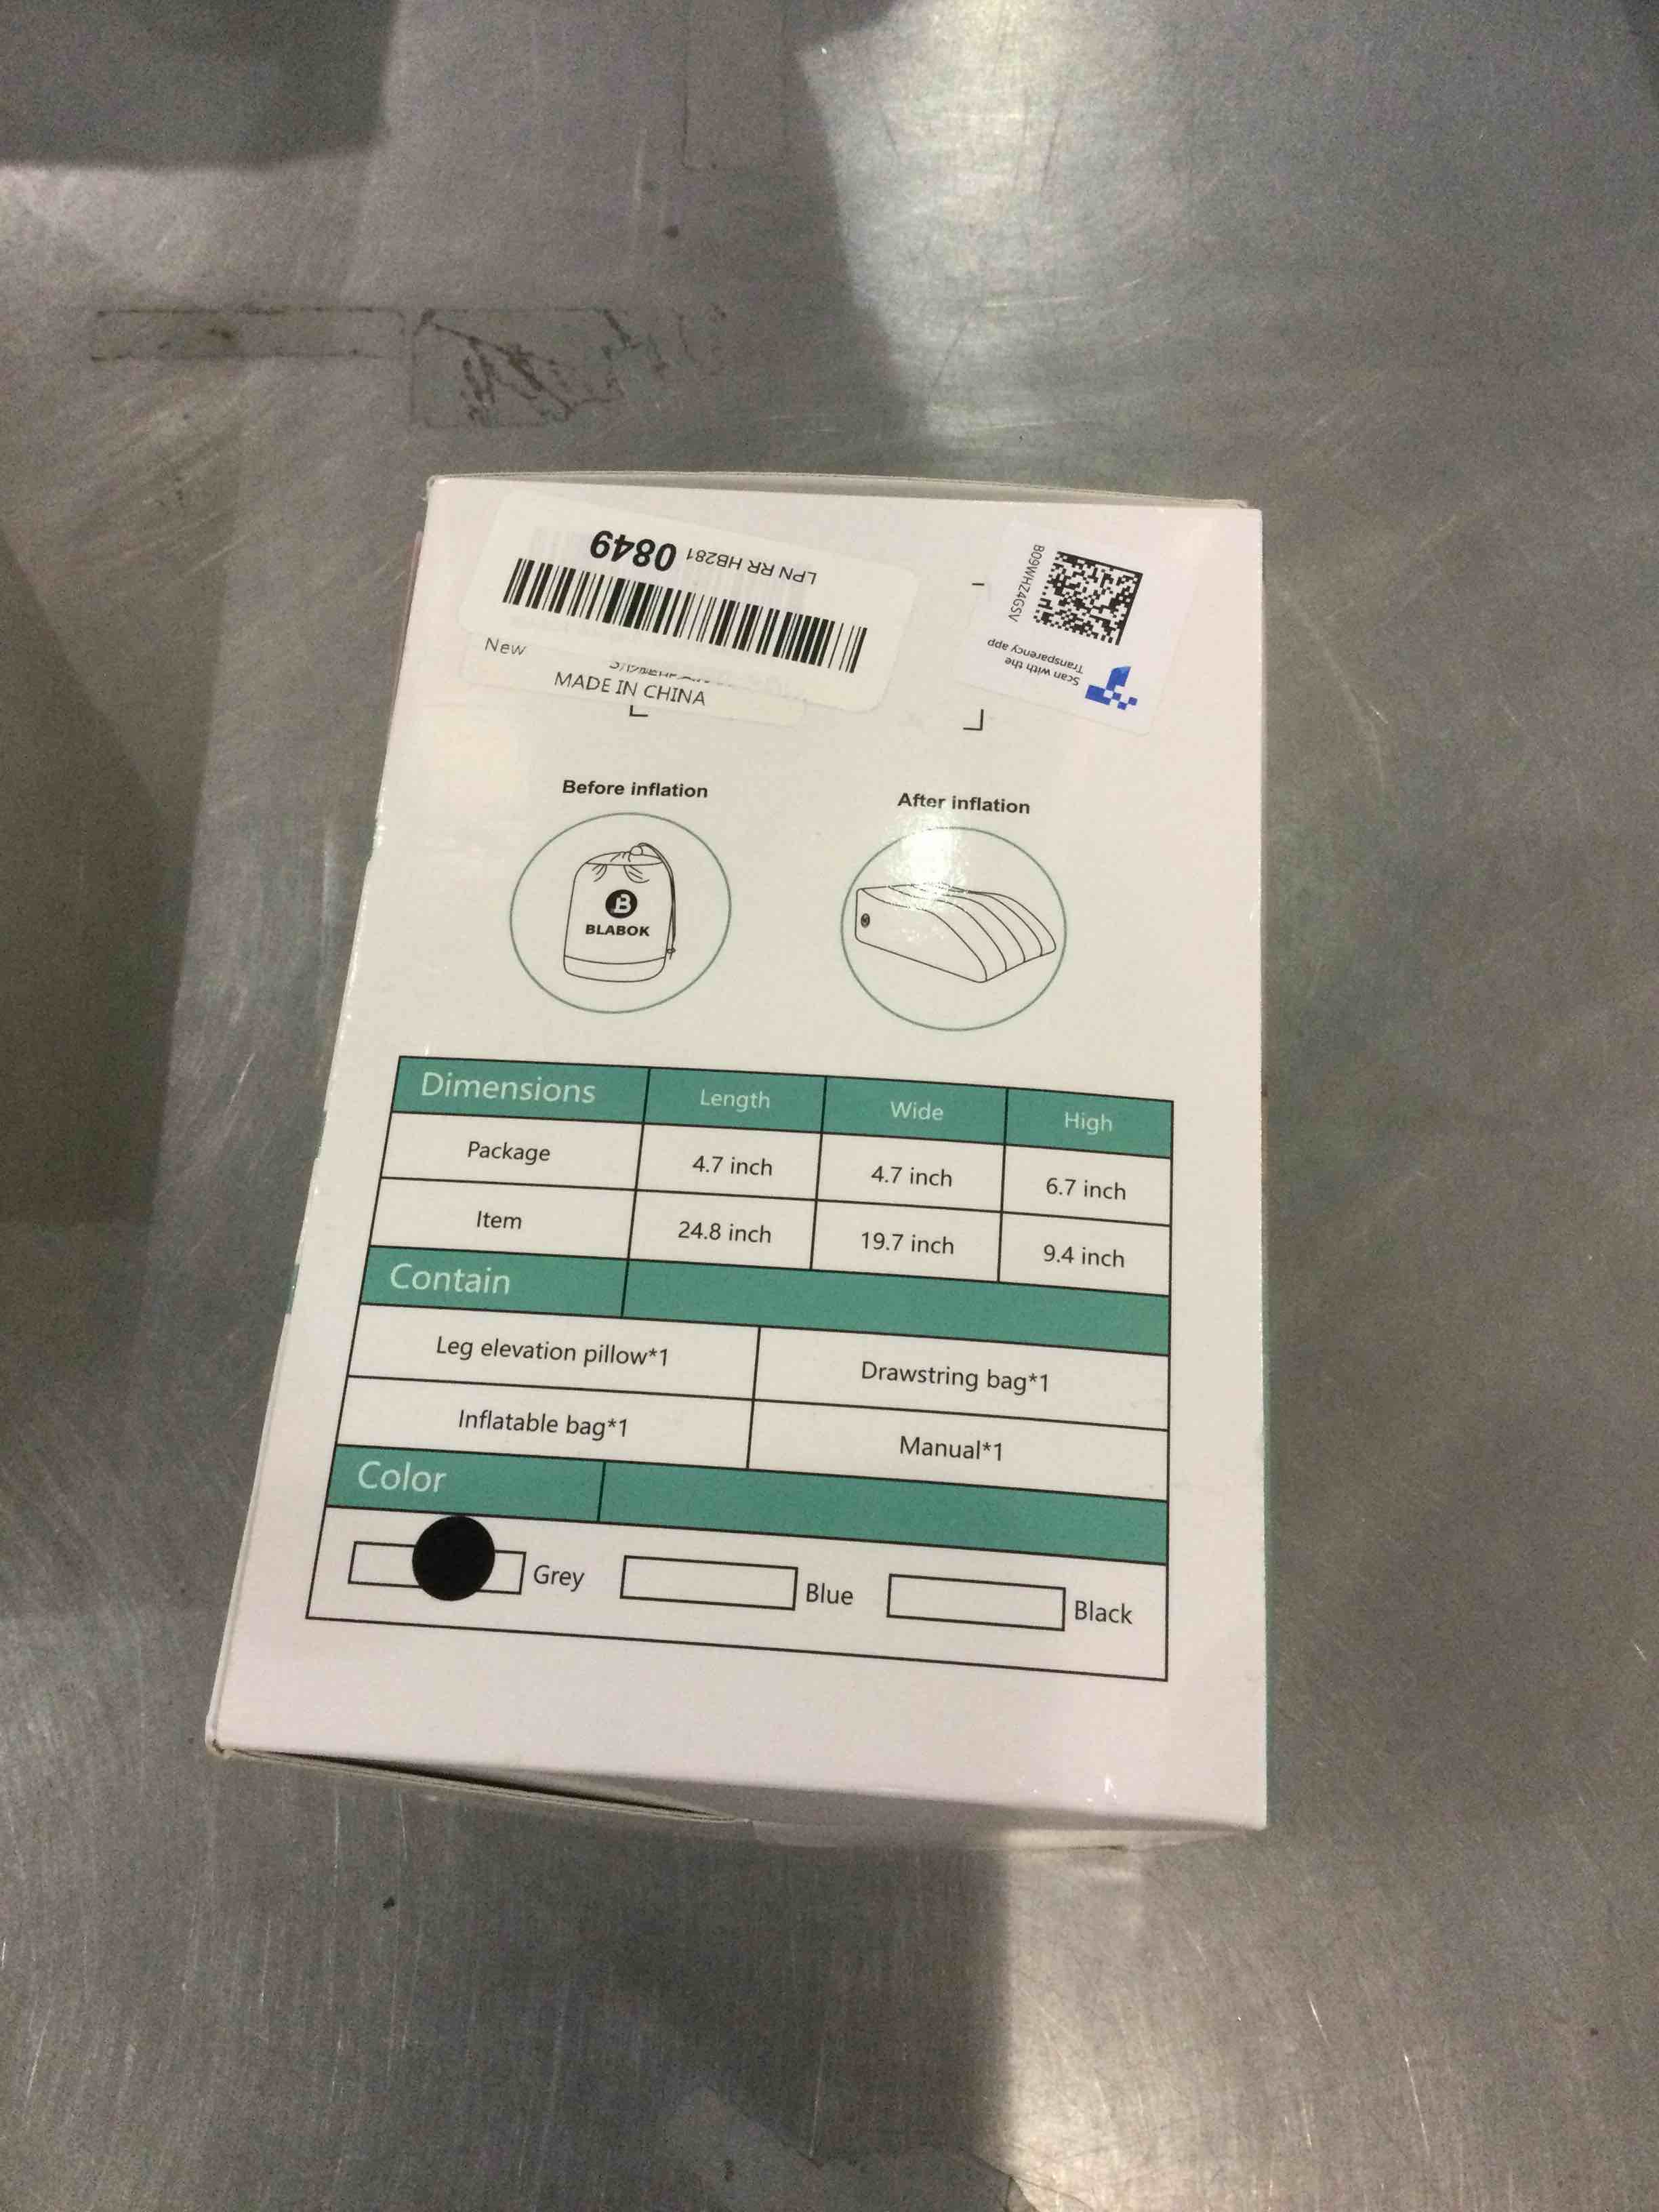 LPN RR HB281 0849
New
MADE IN CHINA
B09WHZ4GSV
Scan with the
Transparency app
Before inflation
After inflation
B
BLABOK
Dimensions Length Wide High
Package 4.7 inch 4.7 inch 6.7 inch
Item 24.8 inch 19.7 inch 9.4 inch
Contain
Leg elevation pillow*1 Drawstring bag*1
Inflatable bag*1 Manual*1
Color
Grey Blue Black